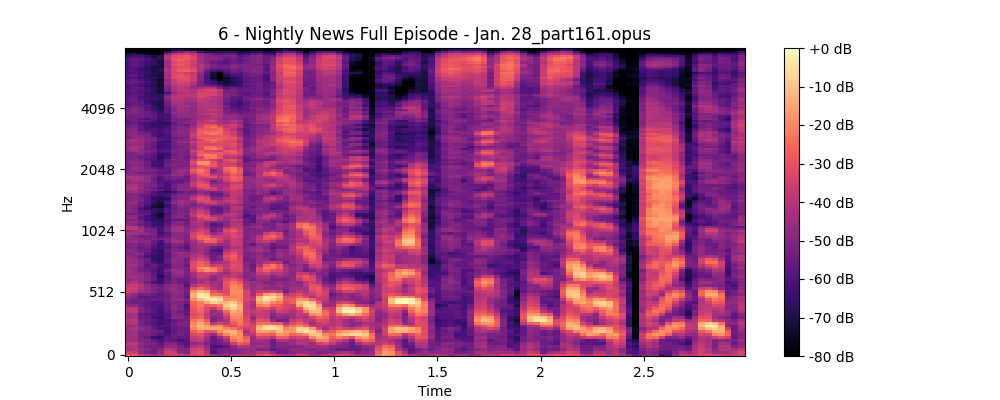 6 - Nightly News Full Episode - Jan. 28_part161.opus
Hz
4096
2048
1024
512
0
0
0.5
1
1.5
2
2.5
Time
+0 dB
-10 dB
-20 dB
-30 dB
-40 dB
-50 dB
-60 dB
-70 dB
-80 dB